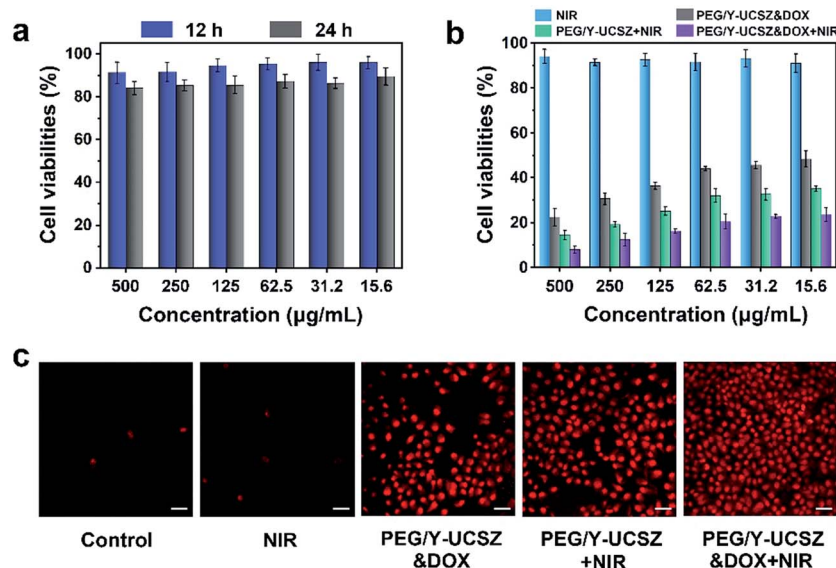 a
12 h
24 h
Cell viabilities (%)
100
80
60
40
20
0
500
250
125
62.5
31.2
15.6
Concentration (µg/mL)
b
NIR
PEG/Y-UCSZ&DOX
PEG/Y-UCSZ+NIR
PEG/Y-UCSZ&DOX+NIR
Cell viabilities (%)
100
80
60
40
20
0
500
250
125
62.5
31.2
15.6
Concentration (µg/mL)
c
Control
NIR
PEG/Y-UCSZ
&DOX
PEG/Y-UCSZ
+NIR
PEG/Y-UCSZ
&DOX+NIR